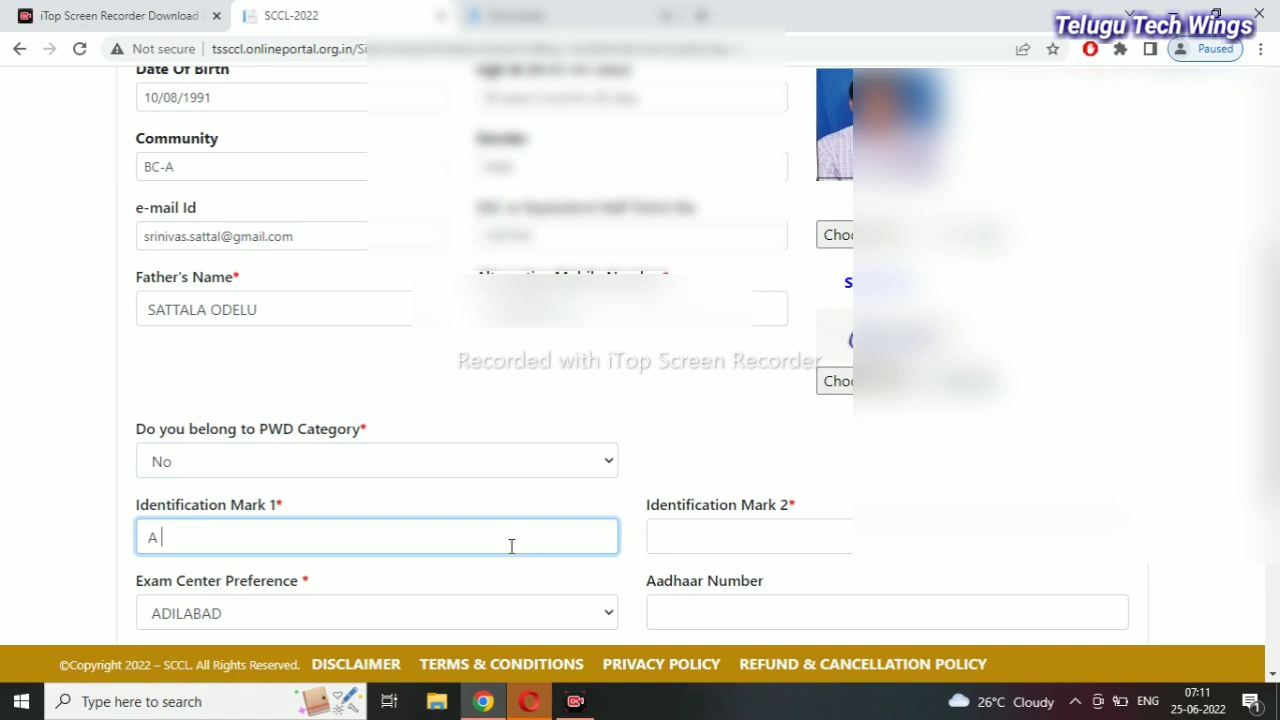 iTop Screen Recorder Download
SCCL-2022
Telugu Tech Wings
Not secure
tssccl.onlineportal.org.in/Si
Paused
Date Of Birth
10/08/1991
Community
BC-A
e-mail Id
srinivas.sattal@gmail.com
Choo
Father's Name*
SATTALA ODELU
Recorded with iTop Screen Recorder
Choo
Do you belong to PWD Category*
No
Identification Mark 1*
Identification Mark 2*
A
Exam Center Preference *
Aadhaar Number
ADILABAD
©Copyright 2022 – SCCL. All Rights Reserved. DISCLAIMER TERMS & CONDITIONS PRIVACY POLICY REFUND & CANCELLATION POLICY
Type here to search
26°C Cloudy
ENG
07:11
25-06-2022
1